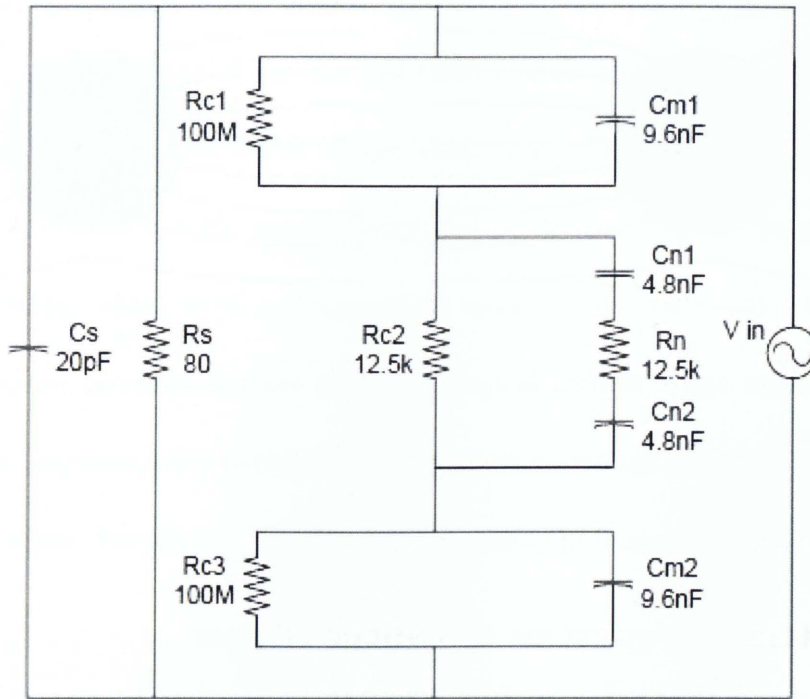 Rc1
100M
Cm1
9.6nF
Cn1
4.8nF
Cs
20pF
Rs
80
Rc2
12.5k
Rn
12.5k
V in
Cn2
4.8nF
Rc3
100M
Cm2
9.6nF